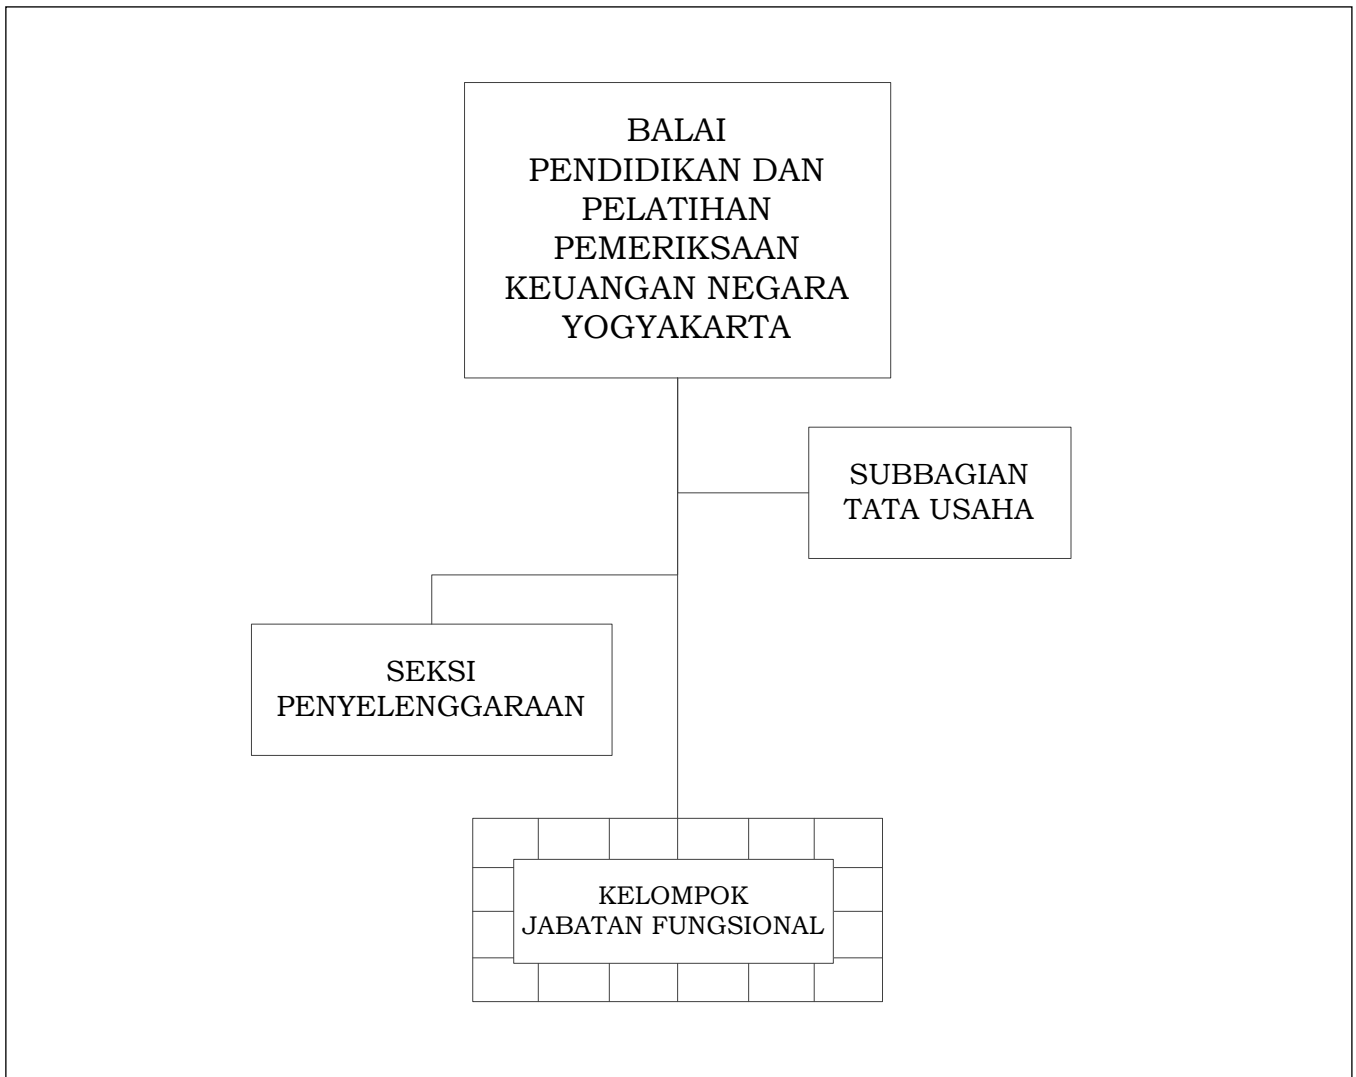 BALAI
PENDIDIKAN DAN
PELATIHAN
PEMERIKSAAN
KEUANGAN NEGARA
YOGYAKARTA
SUBBAGIAN
TATA USAHA
SEKSI
PENYELENGGARAAN
KELOMPOK
JABATAN FUNGSIONAL